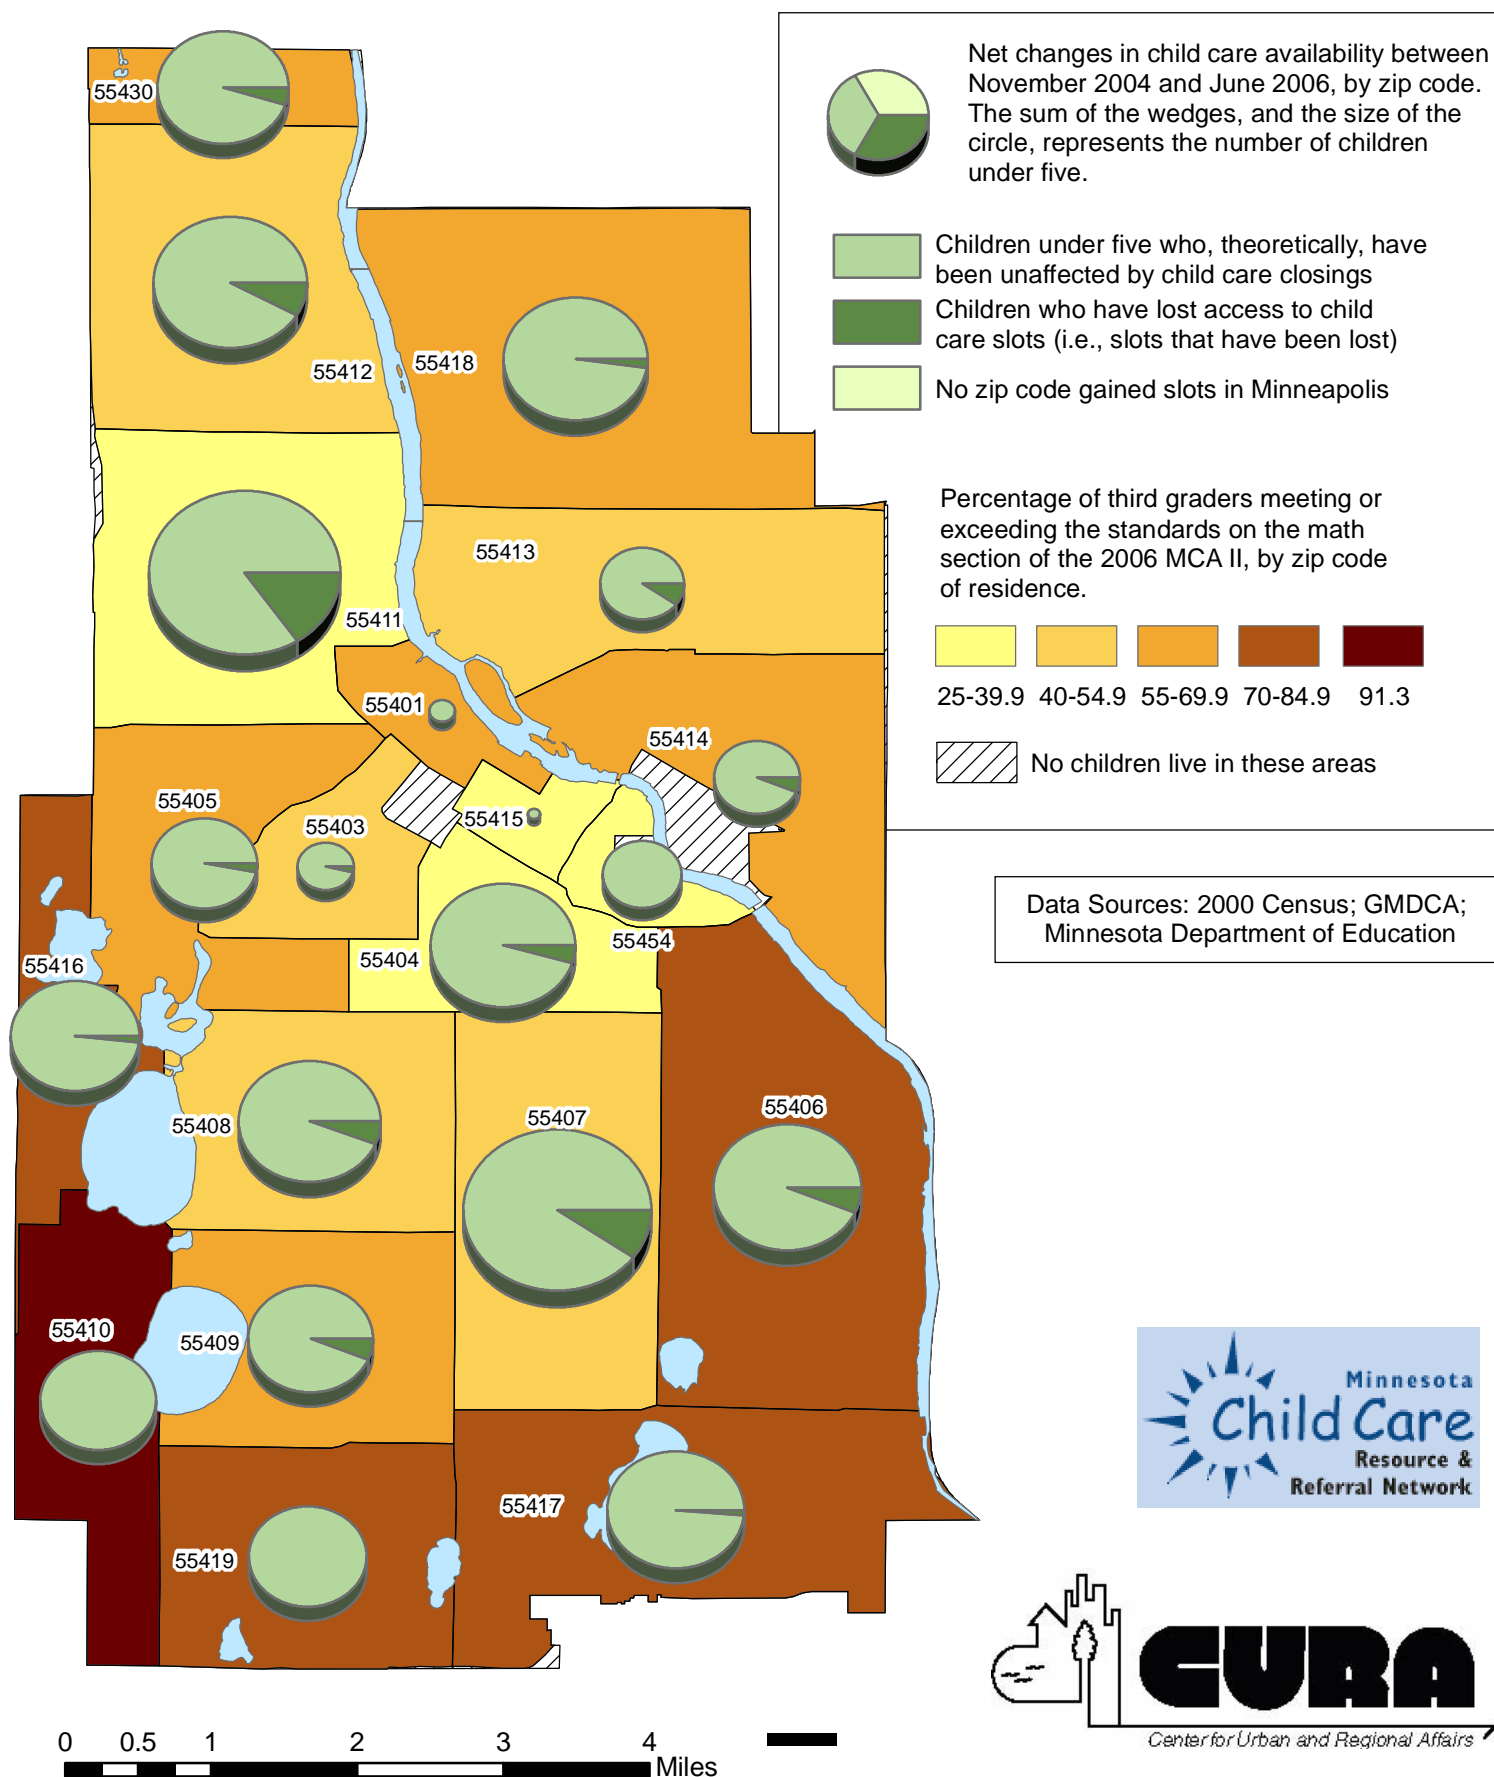 Net changes in child care availability between
November 2004 and June 2006, by zip code.
The sum of the wedges, and the size of the
circle, represents the number of children
under five.
Children under five who, theoretically, have
been unaffected by child care closings
Children who have lost access to child
care slots (i.e., slots that have been lost)
No zip code gained slots in Minneapolis
Percentage of third graders meeting or
exceeding the standards on the math
section of the 2006 MCA II, by zip code
of residence.
25-39.9 40-54.9 55-69.9 70-84.9 91.3
No children live in these areas
Data Sources: 2000 Census; GMDCA;
Minnesota Department of Education
55430
55412
55418
55411
55413
55401
55414
55405
55403
55415
55454
55404
55416
55408
55407
55406
55410
55409
55419
55417
Minnesota
Child Care
Resource &
Referral Network
CURA
Center for Urban and Regional Affairs
0 0.5 1 2 3 4
Miles